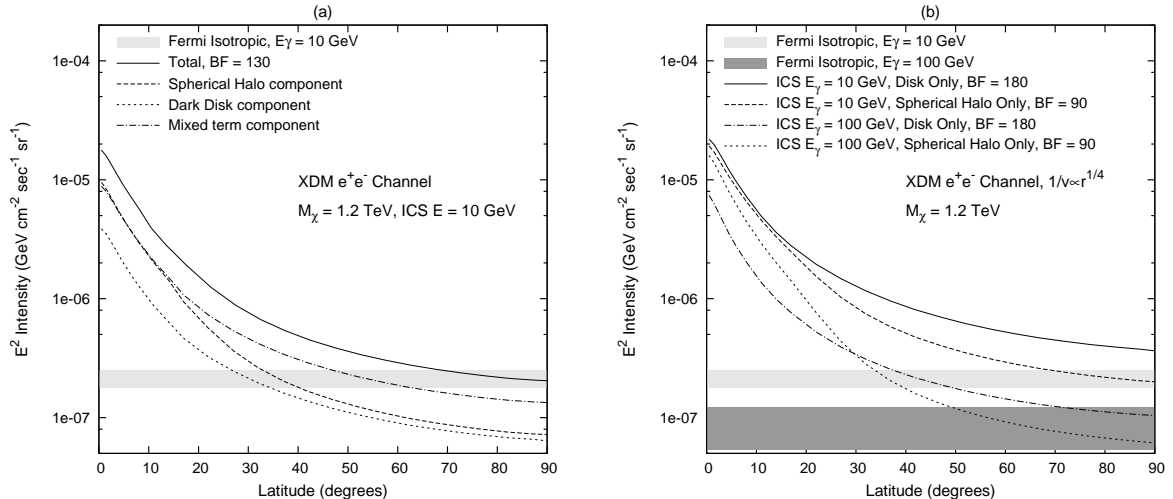 (a)
Fermi Isotropic, Eγ = 10 GeV
Total, BF = 130
Spherical Halo component
Dark Disk component
Mixed term component
XDM e⁺e⁻ Channel
Mχ = 1.2 TeV, ICS E = 10 GeV
1e-04
1e-05
1e-06
1e-07
E² Intensity (GeV cm⁻² sec⁻¹ sr⁻¹)
0 10 20 30 40 50 60 70 80 90
Latitude (degrees)
(b)
Fermi Isotropic, Eγ = 10 GeV
Fermi Isotropic, Eγ = 100 GeV
ICS Eγ = 10 GeV, Disk Only, BF = 180
ICS Eγ = 10 GeV, Spherical Halo Only, BF = 90
ICS Eγ = 100 GeV, Disk Only, BF = 180
ICS Eγ = 100 GeV, Spherical Halo Only, BF = 90
XDM e⁺e⁻ Channel, 1/v∝r¹/⁴
Mχ = 1.2 TeV
1e-04
1e-05
1e-06
1e-07
E² Intensity (GeV cm⁻² sec⁻¹ sr⁻¹)
0 10 20 30 40 50 60 70 80 90
Latitude (degrees)